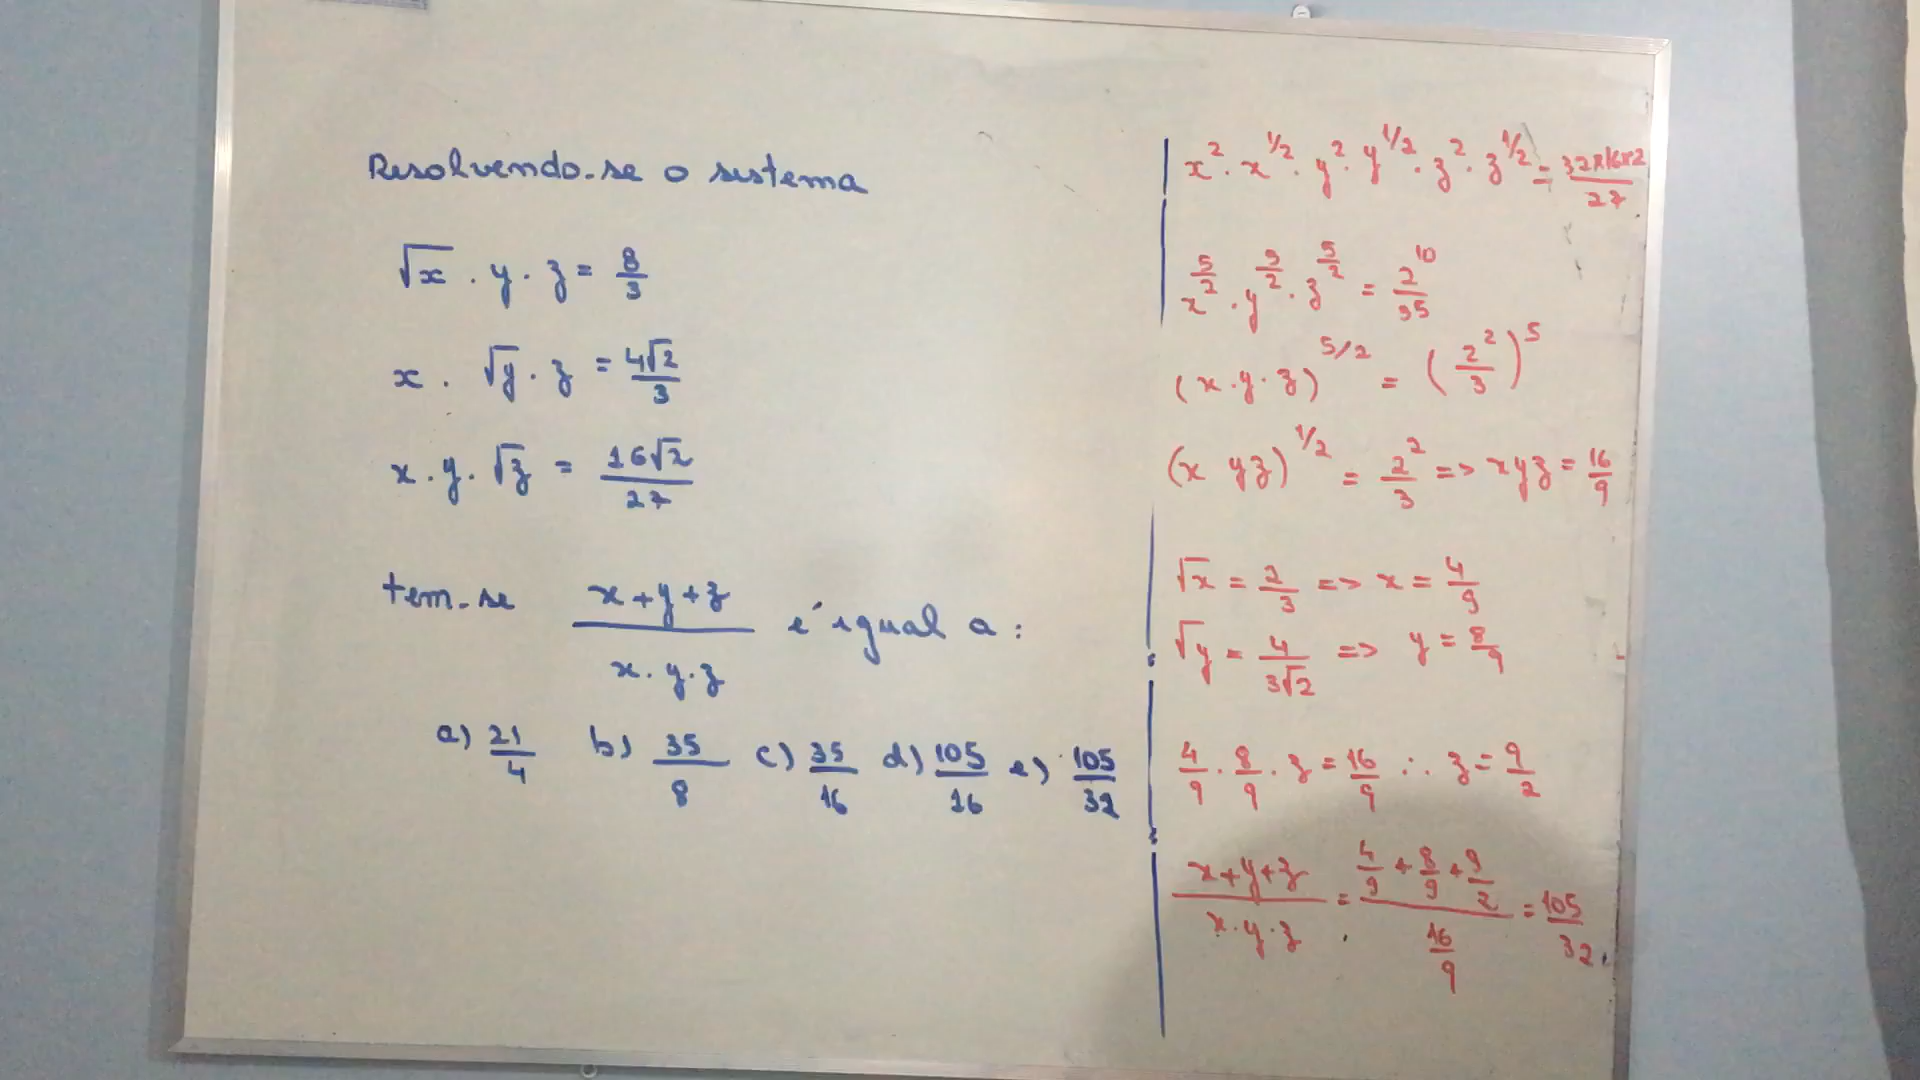 Resolvendo-se o sistema
√x . y . z = 8/3
x . √y . z = 4√2/3
x . y . √z = 16√2/27
tem-se (x+y+z)/(x.y.z) é igual a:
a) 21/4 b) 35/8 c) 35/16 d) 105/16 e) 105/32
x² . x^1/2 . y² . y^1/2 . z² . z^1/2 = 32x16x2/27
x^5/2 . y^5/2 . z^5/2 = 2^10/3^5
(x . y . z)^5/2 = (2²/3)^5
(x yz)^1/2 = 2²/3 => xyz = 16/9
√x = 2/3 => x = 4/9
√y = 4/3√2 => y = 8/9
4/9 . 8/9 . z = 16/9 ∴ z = 9/2
(x+y+z)/(x.y.z) = (4/9 + 8/9 + 9/2)/(16/9) = 105/32.